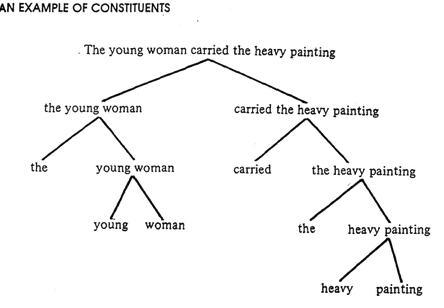 AN EXAMPLE OF CONSTITUENTS
The young woman carried the heavy painting
the young woman carried the heavy painting
the young woman carried the heavy painting
young woman the heavy painting
heavy painting